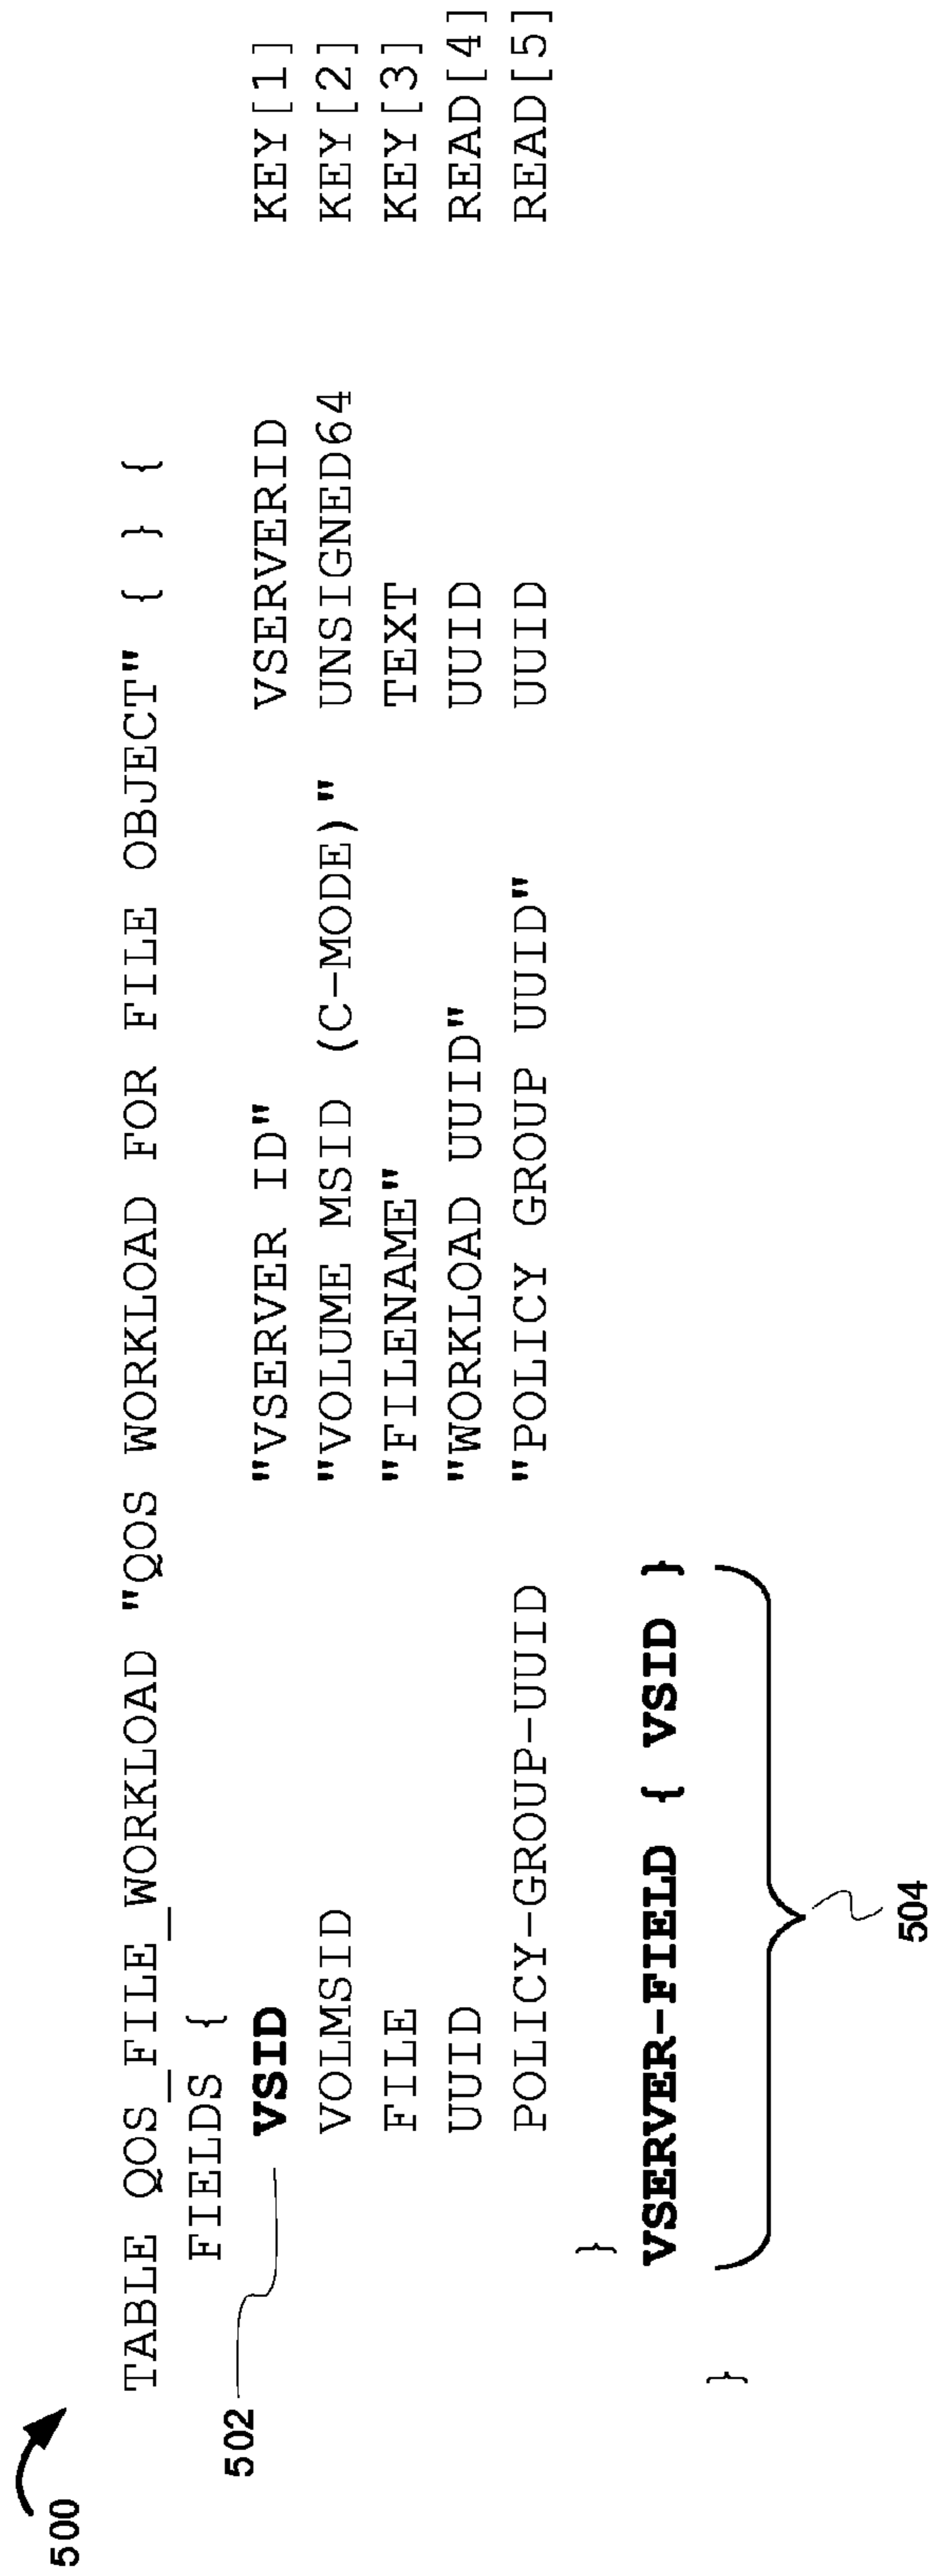 500
TABLE QOS_FILE_WORKLOAD "QOS WORKLOAD FOR FILE OBJECT" { } {
FIELDS {
502
VSID "VSERVER ID" VSERVERID KEY[1]
VOLMSID "VOLUME MSID (C-MODE)" UNSIGNED64 KEY[2]
FILE "FILENAME" TEXT KEY[3]
UUID "WORKLOAD UUID" UUID READ[4]
POLICY-GROUP-UUID "POLICY GROUP UUID" UUID READ[5]
}
VSERVER-FIELD { VSID }
}
504